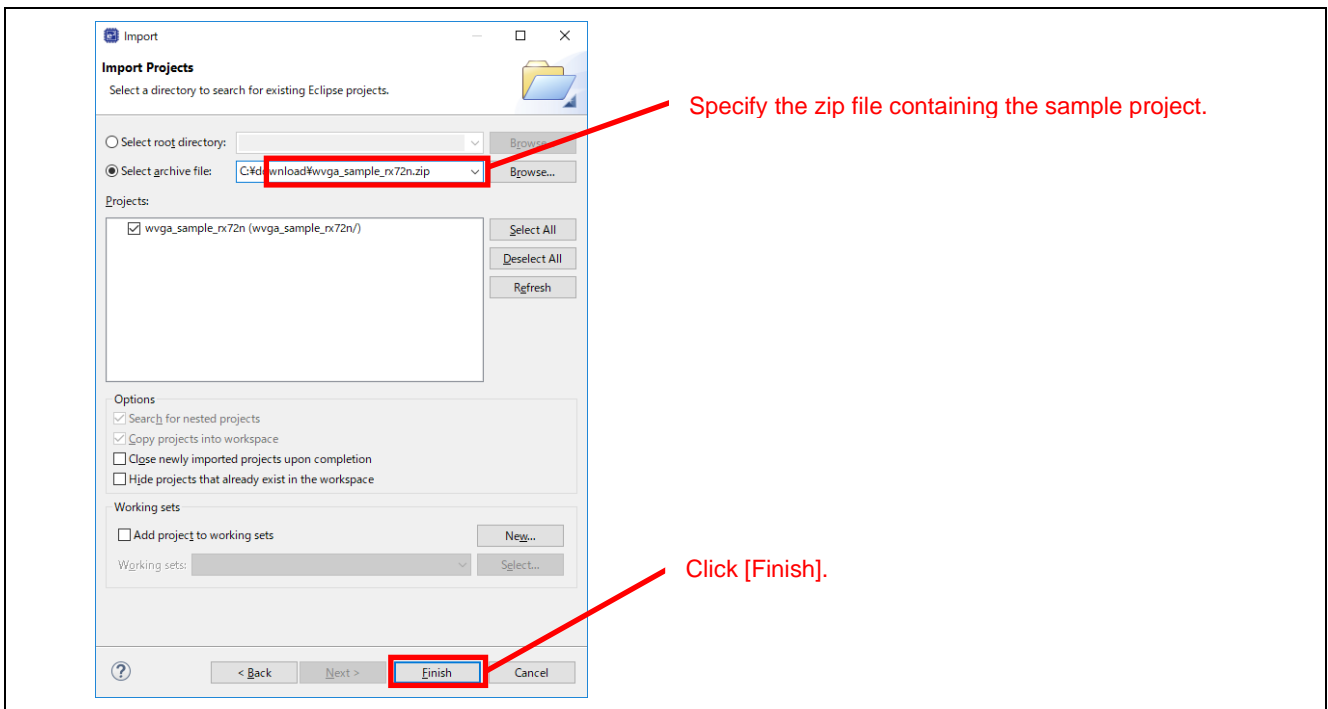 Import
Import Projects
Select a directory to search for existing Eclipse projects.
Specify the zip file containing the sample project.
Select root directory:
Browse...
Select archive file:
C:¥download¥wvga_sample_rx72n.zip
Browse...
Projects:
wvga_sample_rx72n (wvga_sample_rx72n/)
Select All
Deselect All
Refresh
Options
Search for nested projects
Copy projects into workspace
Close newly imported projects upon completion
Hide projects that already exist in the workspace
Working sets
Add project to working sets
New...
Working sets:
Select...
Click [Finish].
?
< Back
Next >
Finish
Cancel